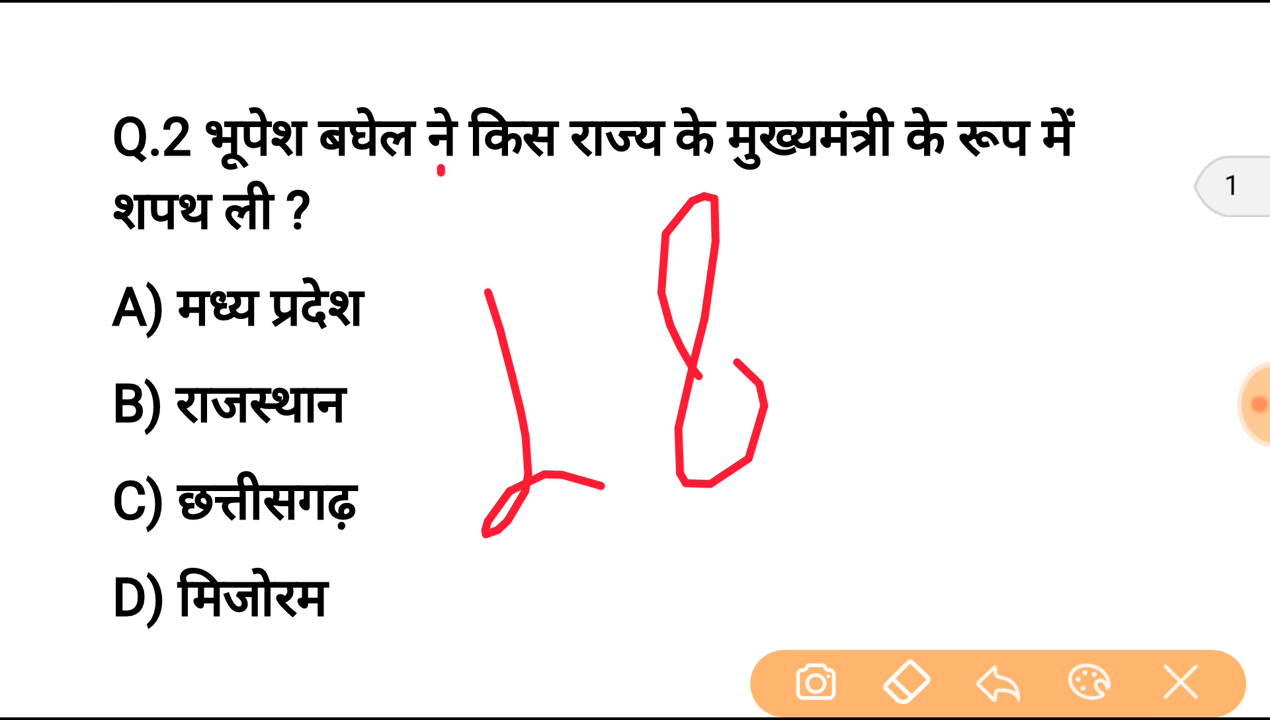 Q.2 भूपेश बघेल ने किस राज्य के मुख्यमंत्री के रूप में
शपथ ली ?
1
A) मध्य प्रदेश
B) राजस्थान
C) छत्तीसगढ़
D) मिजोरम